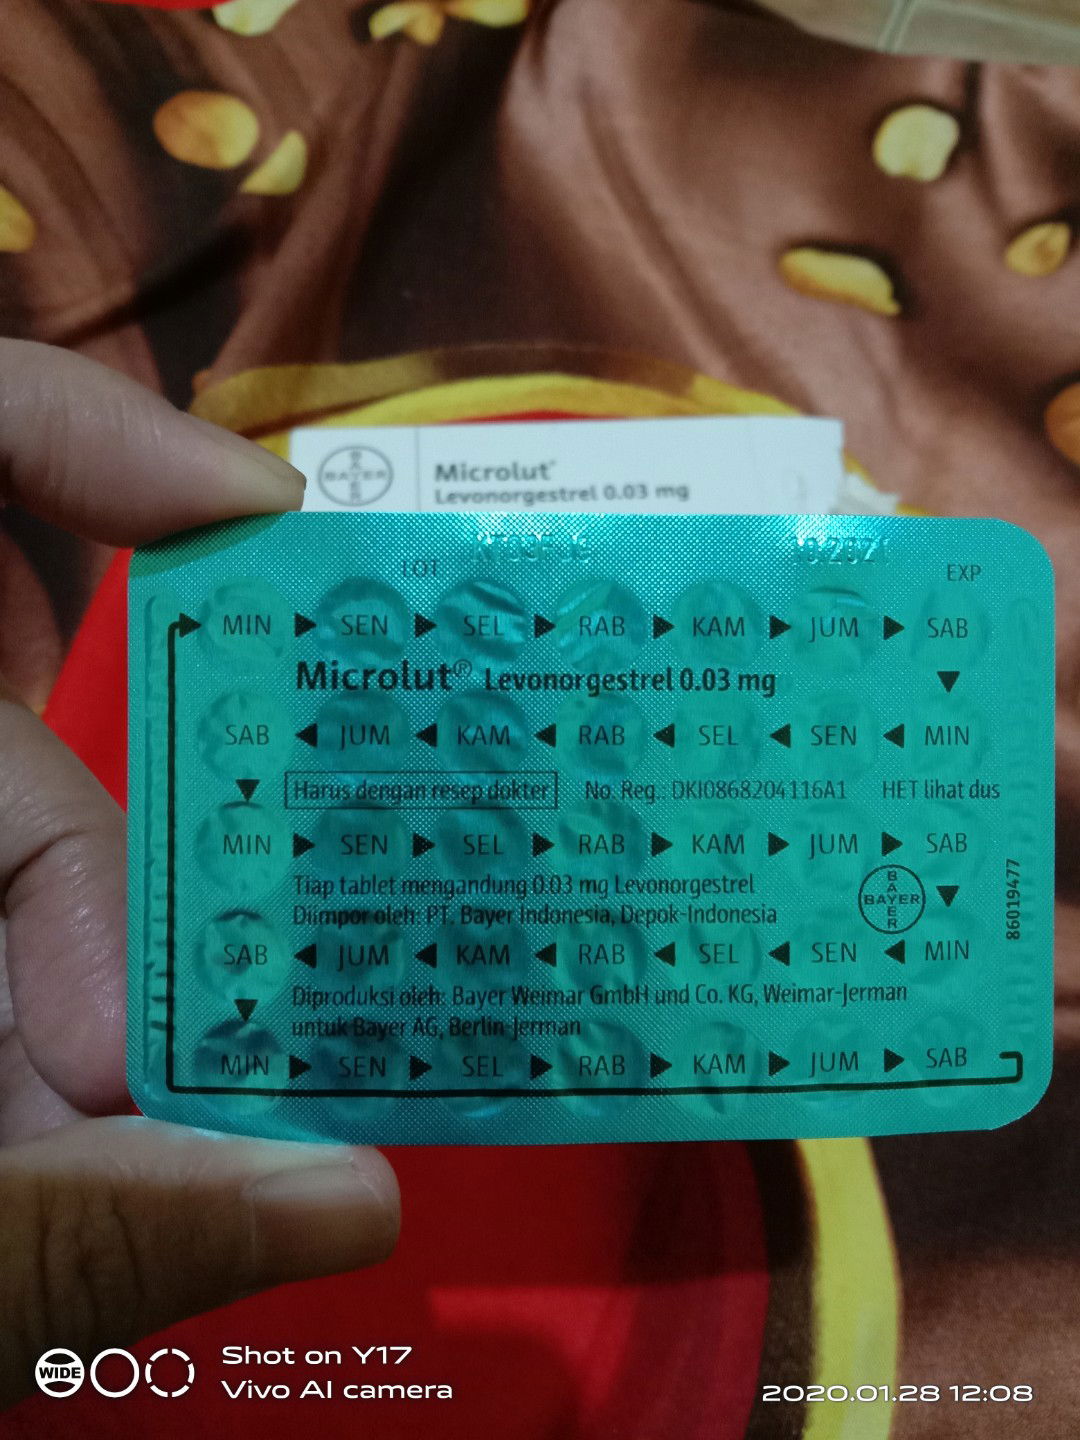 BAYER
BAYER
Microlut®
Levonorgestrel 0.03 mg
LOT
EXP
MIN SEN SEL RAB KAM JUM SAB
Microlut® Levonorgestrel 0.03 mg
SAB JUM KAM RAB SEL SEN MIN
Harus dengan resep dokter No. Reg.: DKI0868204116A1 HET lihat dus
MIN SEN SEL RAB KAM JUM SAB
Tiap tablet mengandung 0.03 mg Levonorgestrel
Diimpor oleh: PT. Bayer Indonesia, Depok-Indonesia
BAYER
BAYER
86019477
SAB JUM KAM RAB SEL SEN MIN
Diproduksi oleh: Bayer Weimar GmbH und Co. KG, Weimar-Jerman
untuk Bayer AG, Berlin-Jerman
MIN SEN SEL RAB KAM JUM SAB
WIDE
Shot on Y17
Vivo AI camera
2020.01.28 12:08